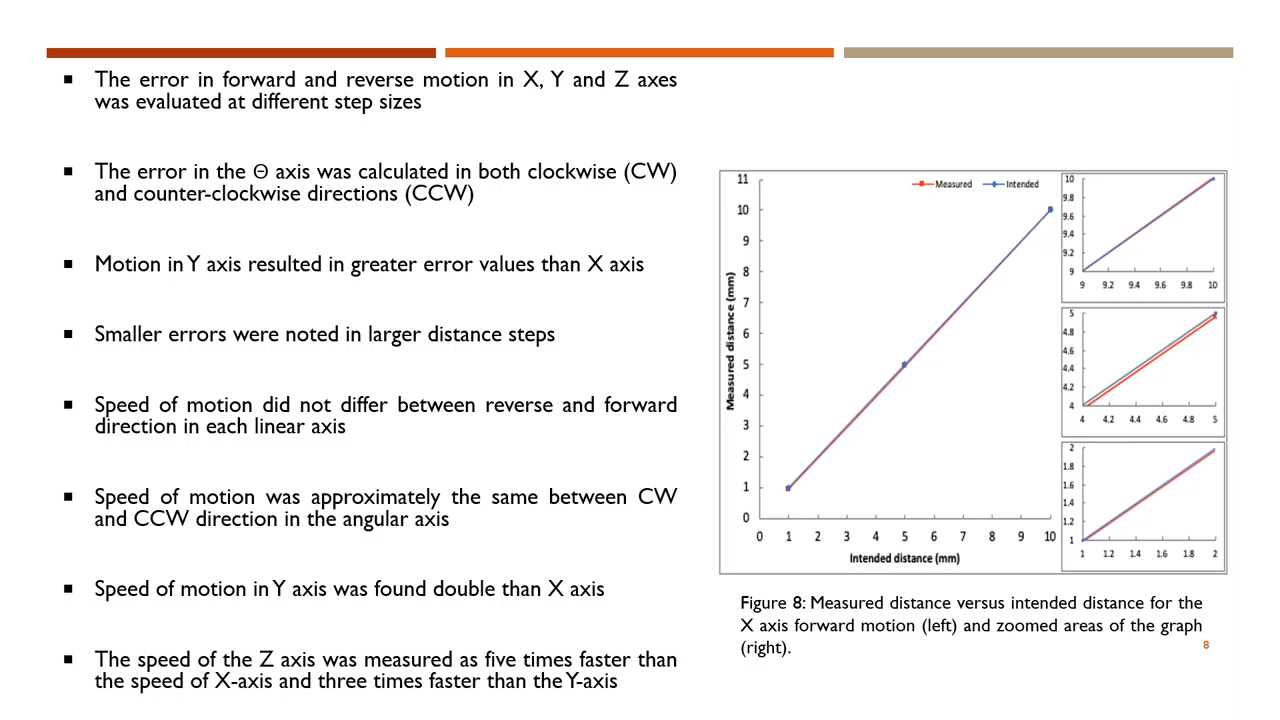 ▪ The error in forward and reverse motion in X, Y and Z axes
was evaluated at different step sizes
▪ The error in the Θ axis was calculated in both clockwise (CW)
and counter-clockwise directions (CCW)
▪ Motion in Y axis resulted in greater error values than X axis
▪ Smaller errors were noted in larger distance steps
▪ Speed of motion did not differ between reverse and forward
direction in each linear axis
▪ Speed of motion was approximately the same between CW
and CCW direction in the angular axis
▪ Speed of motion in Y axis was found double than X axis
▪ The speed of the Z axis was measured as five times faster than
the speed of X-axis and three times faster than the Y-axis
Measured Intended
Measured distance (mm)
11
10
9
8
7
6
5
4
3
2
1
0
0 1 2 3 4 5 6 7 8 9 10
Intended distance (mm)
10
9.8
9.6
9.4
9.2
9
9 9.2 9.4 9.6 9.8 10
5
4.8
4.6
4.4
4.2
4
4 4.2 4.4 4.6 4.8 5
2
1.8
1.6
1.4
1.2
1
1 1.2 1.4 1.6 1.8 2
Figure 8: Measured distance versus intended distance for the
X axis forward motion (left) and zoomed areas of the graph
(right).
8